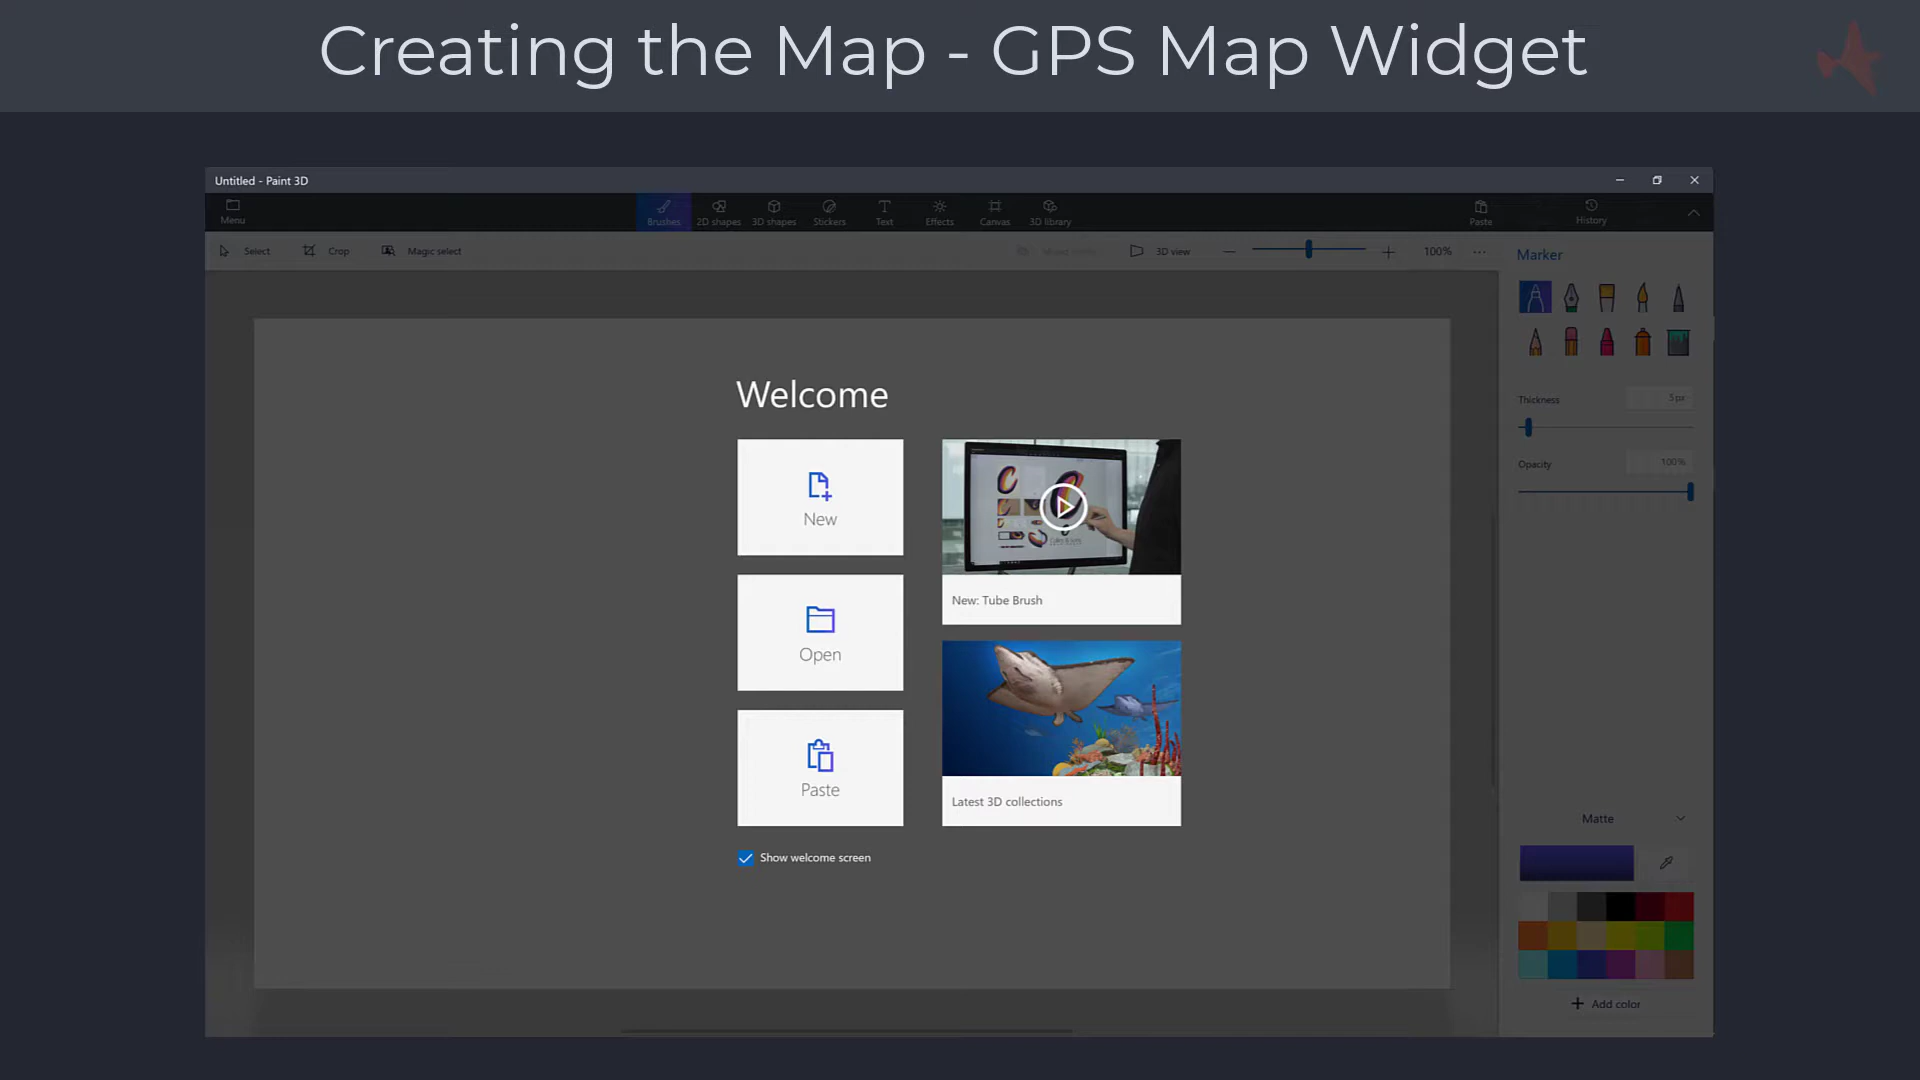 Creating the Map - GPS Map Widget
Untitled - Paint 3D
Menu
Brushes
2D shapes
3D shapes
Stickers
Text
Effects
Canvas
3D library
Paste
History
Select
Crop
Magic select
3D view
100%
Marker
Thickness
5px
Opacity
100%
Welcome
New
Open
Paste
New: Tube Brush
Latest 3D collections
Show welcome screen
Matte
Add color